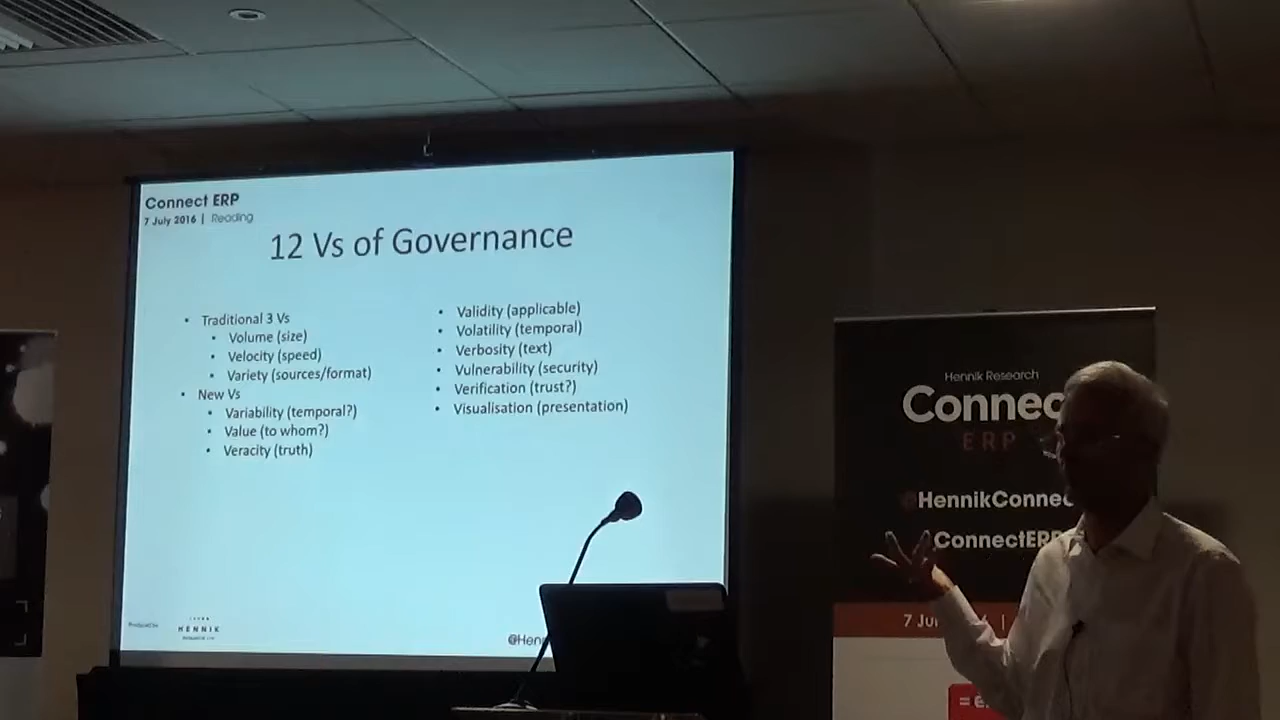 Connect ERP
7 July 2016 | Reading
12 Vs of Governance
• Traditional 3 Vs
• Volume (size)
• Velocity (speed)
• Variety (sources/format)
• New Vs
• Variability (temporal?)
• Value (to whom?)
• Veracity (truth)
• Validity (applicable)
• Volatility (temporal)
• Verbosity (text)
• Vulnerability (security)
• Verification (trust?)
• Visualisation (presentation)
HENNIK
@Henn
Hennik Research
Connec
ERP
@HennikConnec
ConnectERP
7 Ju